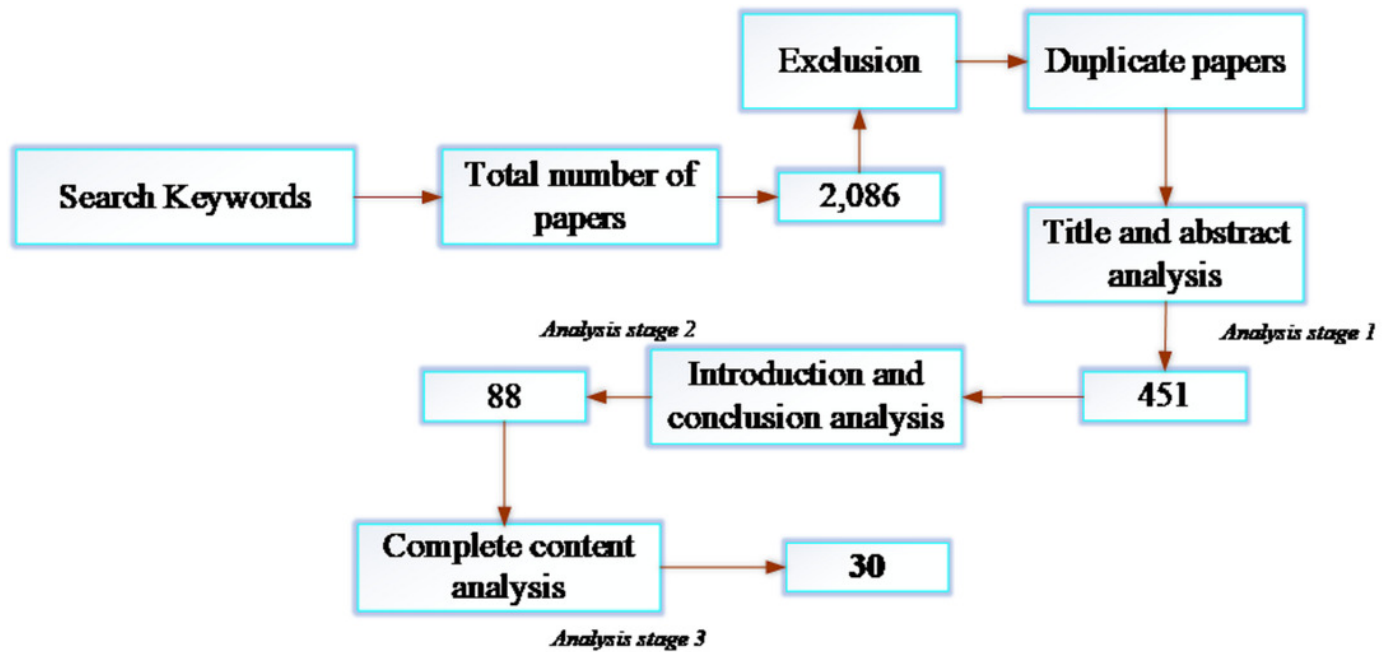 Search Keywords
Total number of
papers
2,086
Exclusion
Duplicate papers
Title and abstract
analysis
Analysis stage 1
451
Introduction and
conclusion analysis
Analysis stage 2
88
Complete content
analysis
Analysis stage 3
30